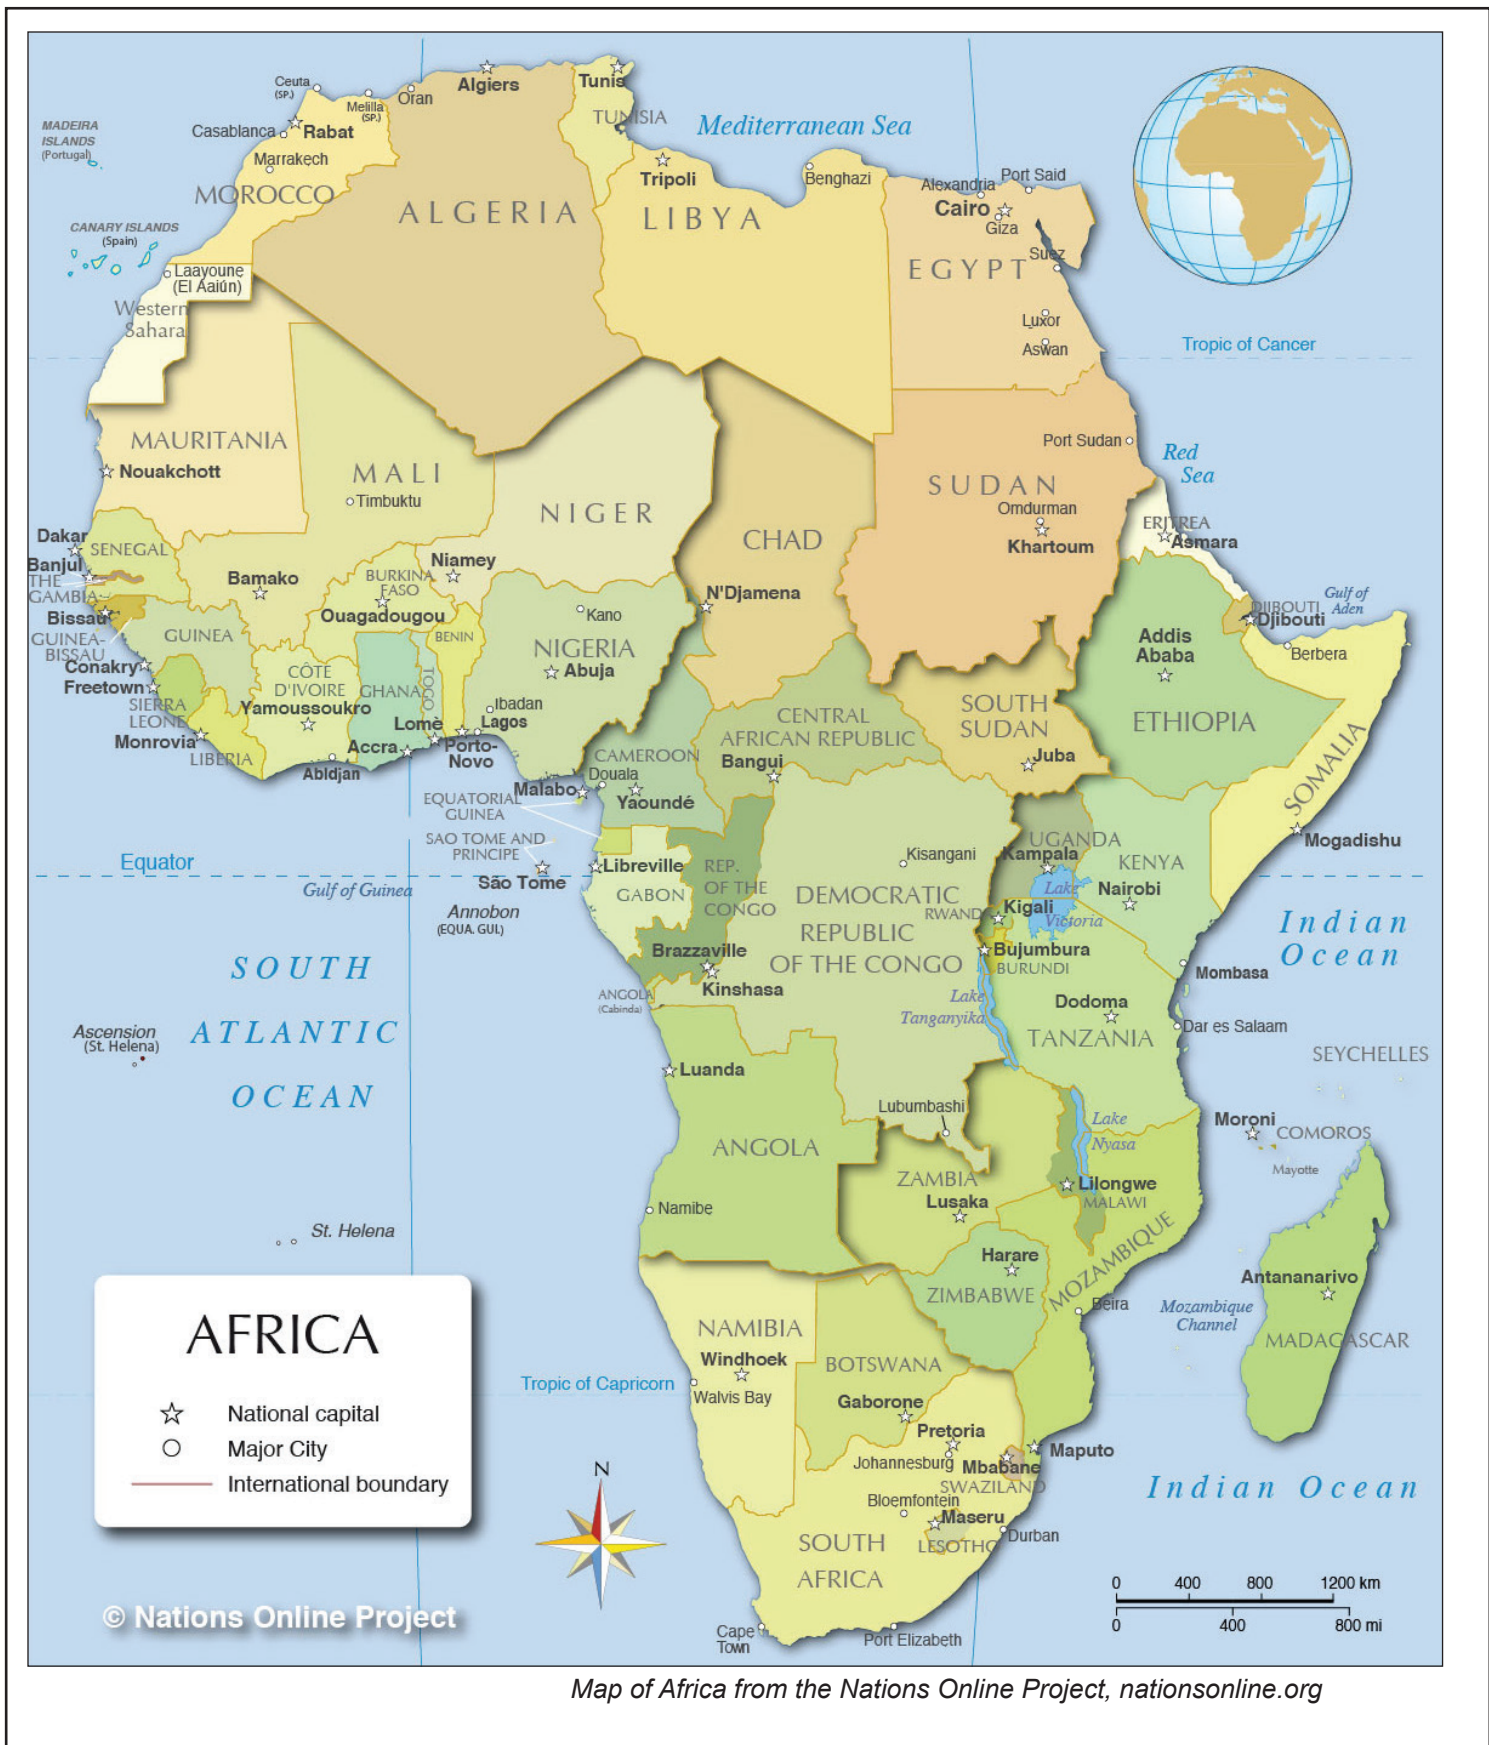 Ceuta
(SP.)
Melilla
(SP.)
Oran
Algiers
Tunis
TUNISIA
Mediterranean Sea
MADEIRA
ISLANDS
(Portugal)
Casablanca
Rabat
Marrakech
MOROCCO
ALGERIA
Tripoli
LIBYA
Benghazi
Alexandria
Port Said
Cairo
Giza
Suez
EGYPT
CANARY ISLANDS
(Spain)
Laayoune
(El Aaiún)
Western
Sahara
Luxor
Aswan
Tropic of Cancer
MAURITANIA
Nouakchott
MALI
Timbuktu
NIGER
CHAD
SUDAN
Port Sudan
Omdurman
Khartoum
Red
Sea
ERITREA
Asmara
Dakar
SENEGAL
Banjul
THE
GAMBIA
Bissau
GUINEA-
BISSAU
Bamako
BURKINA
FASO
Ouagadougou
Niamey
N'Djamena
Kano
NIGERIA
Abuja
BENIN
GUINEA
Conakry
Freetown
SIERRA
LEONE
Monrovia
LIBERIA
CÔTE
D'IVOIRE
Yamoussoukro
GHANA
TOGO
Abidjan
Accra
Lomè
Porto-
Novo
Ibadan
Lagos
DJIBOUTI
Djibouti
Gulf of
Aden
Berbera
Addis
Ababa
ETHIOPIA
SOMALIA
SOUTH
SUDAN
Juba
CENTRAL
AFRICAN REPUBLIC
Bangui
CAMEROON
Douala
Yaoundé
Malabo
EQUATORIAL
GUINEA
SAO TOME AND
PRINCIPE
São Tome
Libreville
GABON
REP.
OF THE
CONGO
Kisangani
DEMOCRATIC
REPUBLIC
OF THE CONGO
UGANDA
Kampala
KENYA
Nairobi
Mogadishu
Equator
Gulf of Guinea
Annobon
(EQUA. GUI.)
Lake
Victoria
RWAND
Kigali
Bujumbura
BURUNDI
Brazzaville
Kinshasa
ANGOLA
(Cabinda)
Lake
Tanganyika
Dodoma
TANZANIA
Mombasa
Dar es Salaam
Indian
Ocean
SEYCHELLES
SOUTH
ATLANTIC
OCEAN
Ascension
(St. Helena)
Luanda
ANGOLA
Lubumbashi
Lake
Nyasa
Moroni
COMOROS
Mayotte
ZAMBIA
Lusaka
Lilongwe
MALAWI
Namibe
St. Helena
Harare
ZIMBABWE
MOZAMBIQUE
Beira
Mozambique
Channel
Antananarivo
MADAGASCAR
NAMIBIA
Windhoek
Walvis Bay
BOTSWANA
Gaborone
Tropic of Capricorn
Pretoria
Johannesburg
Mbabane
SWAZILAND
Maputo
Bloemfontein
Maseru
LESOTHO
Durban
SOUTH
AFRICA
Cape
Town
Port Elizabeth
Indian Ocean
AFRICA
National capital
Major City
International boundary
N
© Nations Online Project
0 400 800 1200 km
0 400 800 mi
Map of Africa from the Nations Online Project, nationsonline.org